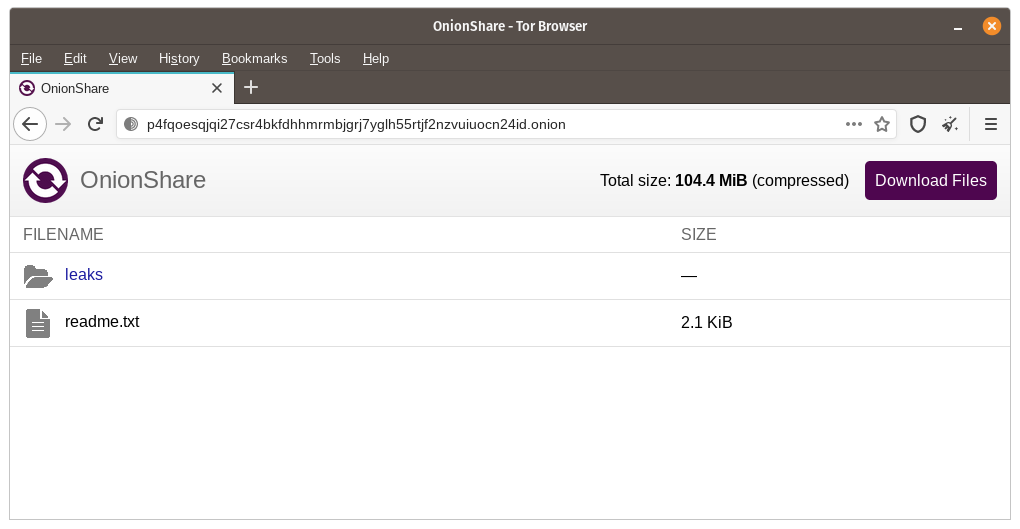 OnionShare - Tor Browser
File Edit View History Bookmarks Tools Help
OnionShare
p4fqoesqjqi27csr4bkfdhhmrmbjgrj7yglh55rtjf2nzvuiuocn24id.onion
OnionShare Total size: 104.4 MiB (compressed) Download Files
FILENAME SIZE
leaks —
readme.txt 2.1 KiB